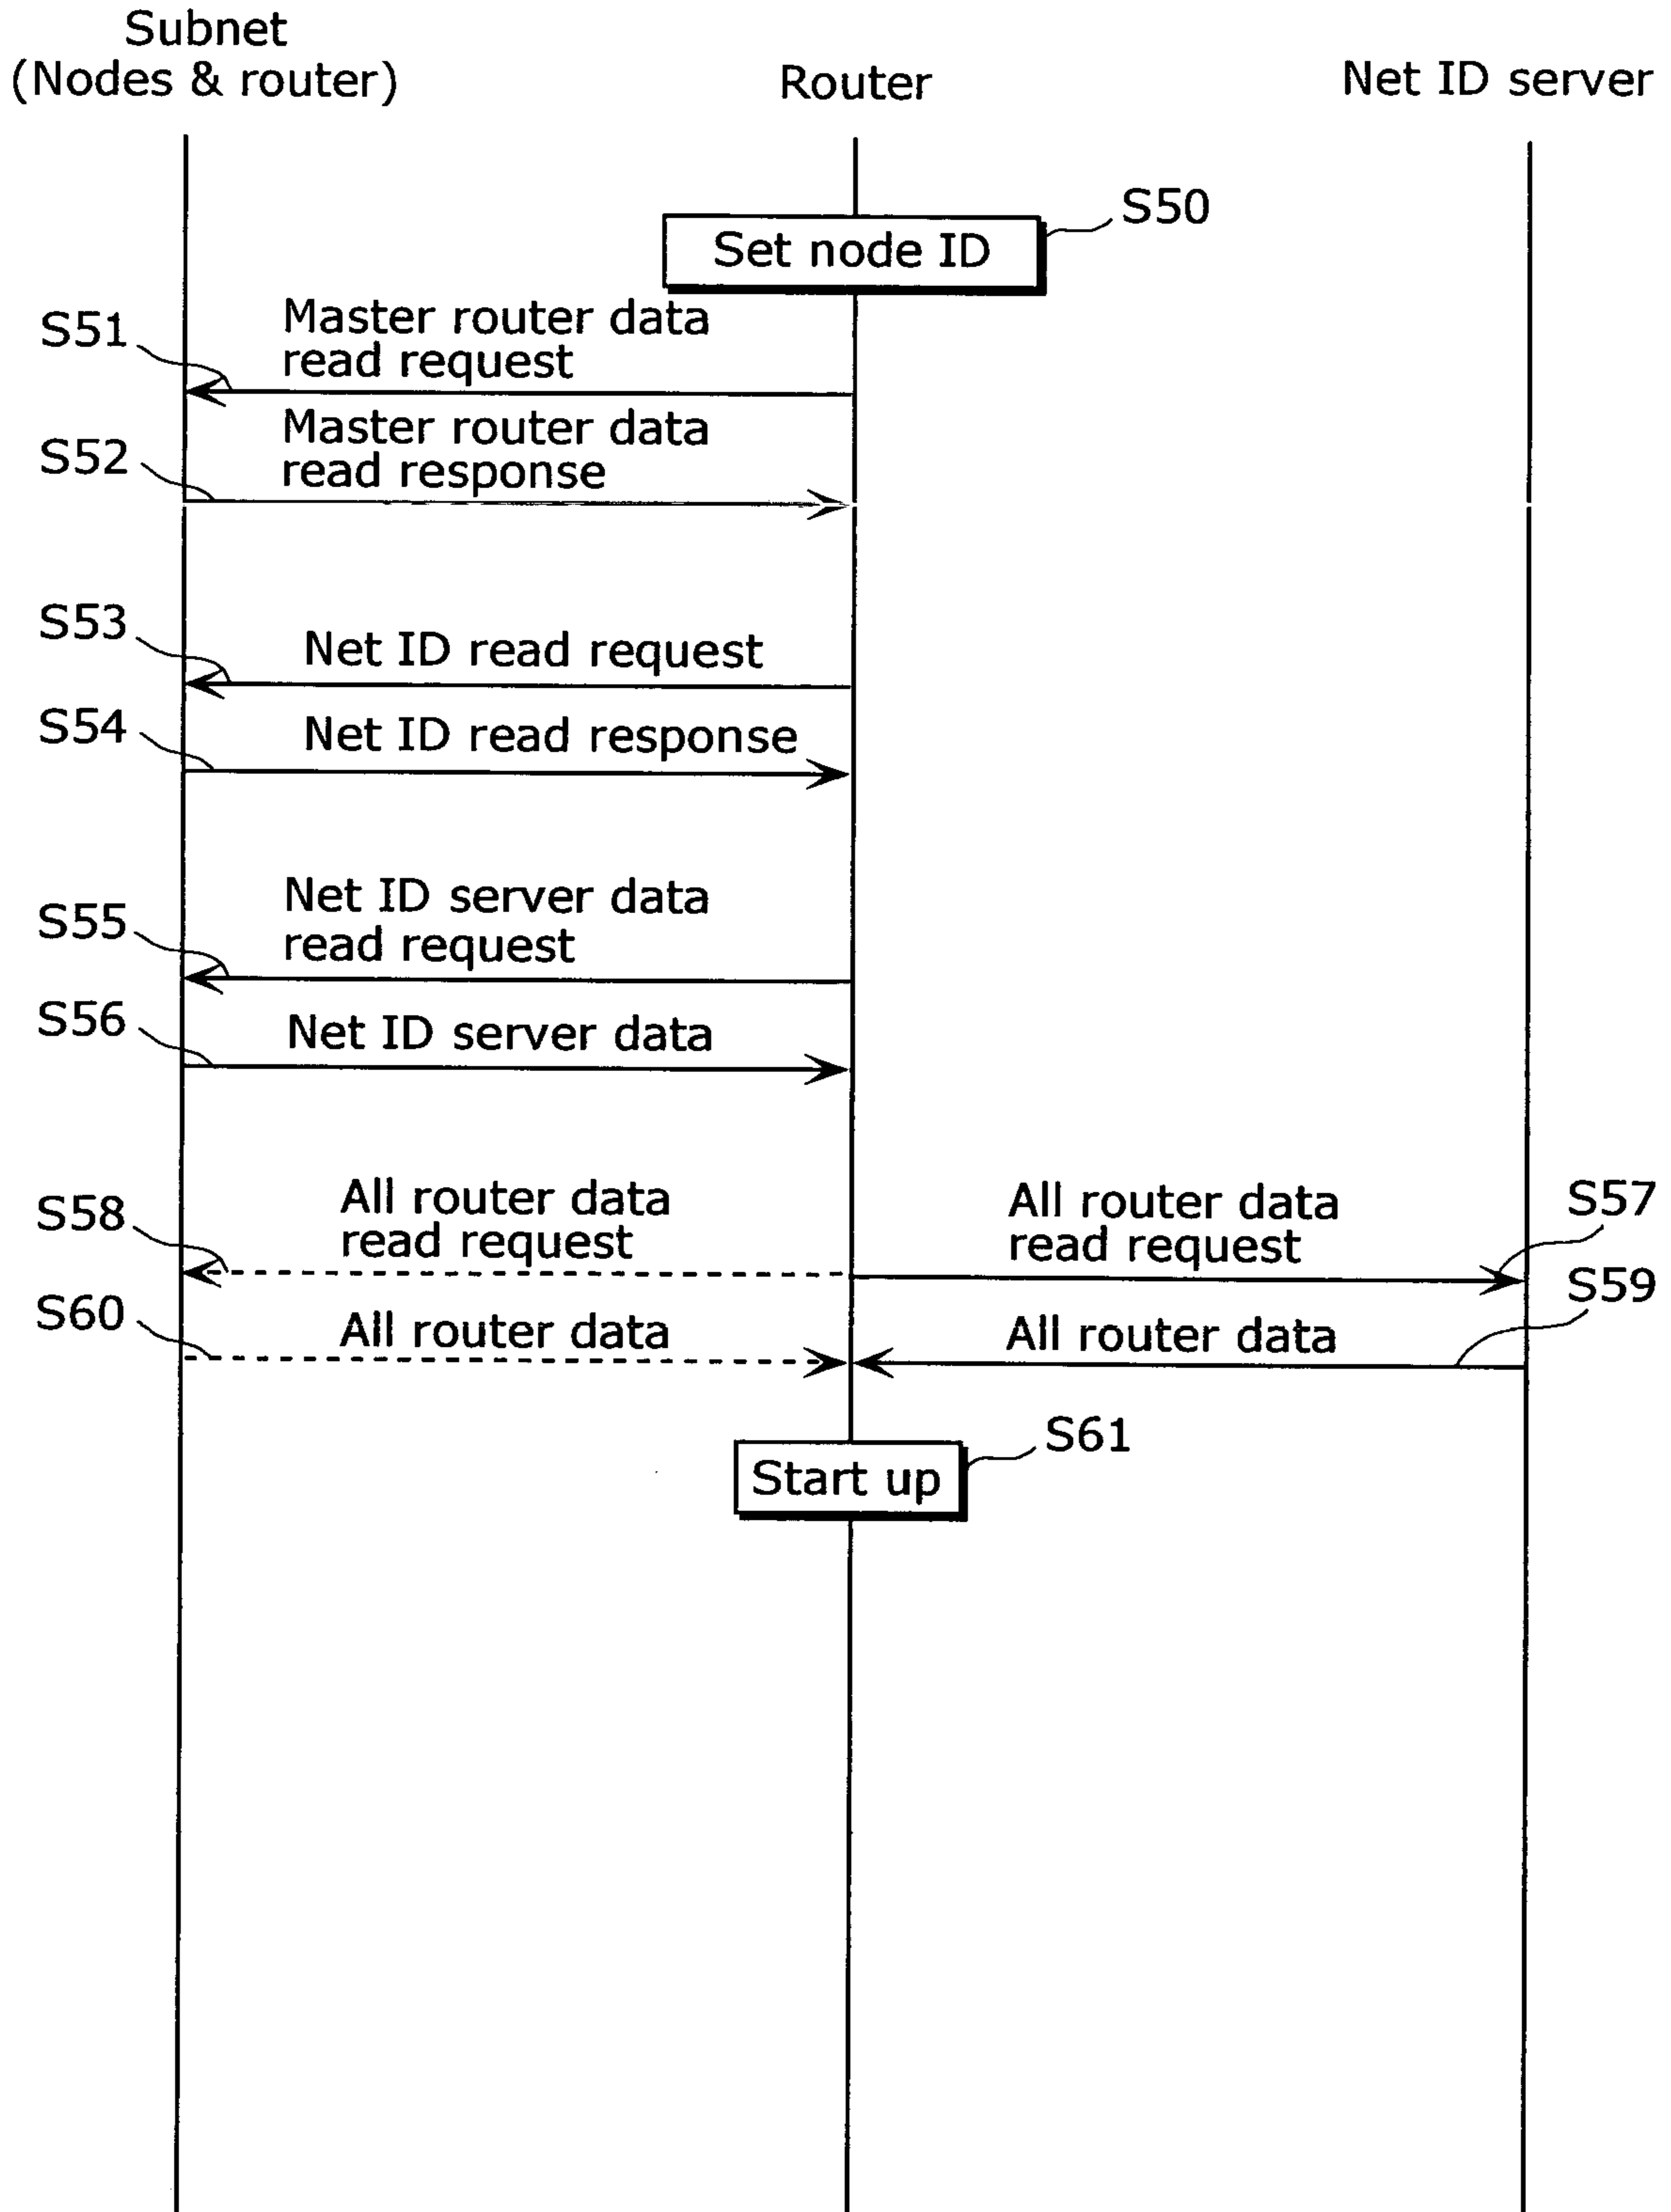 Subnet
(Nodes & router)
Router
Net ID server
S50
Set node ID
S51
Master router data
read request
S52
Master router data
read response
S53
Net ID read request
S54
Net ID read response
S55
Net ID server data
read request
S56
Net ID server data
S58
All router data
read request
All router data
read request
S57
S60
All router data
All router data
S59
S61
Start up